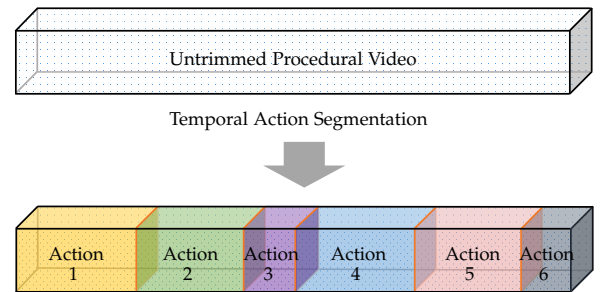 Untrimmed Procedural Video
Temporal Action Segmentation
Action Action Action Action Action Action
1 2 3 4 5 6